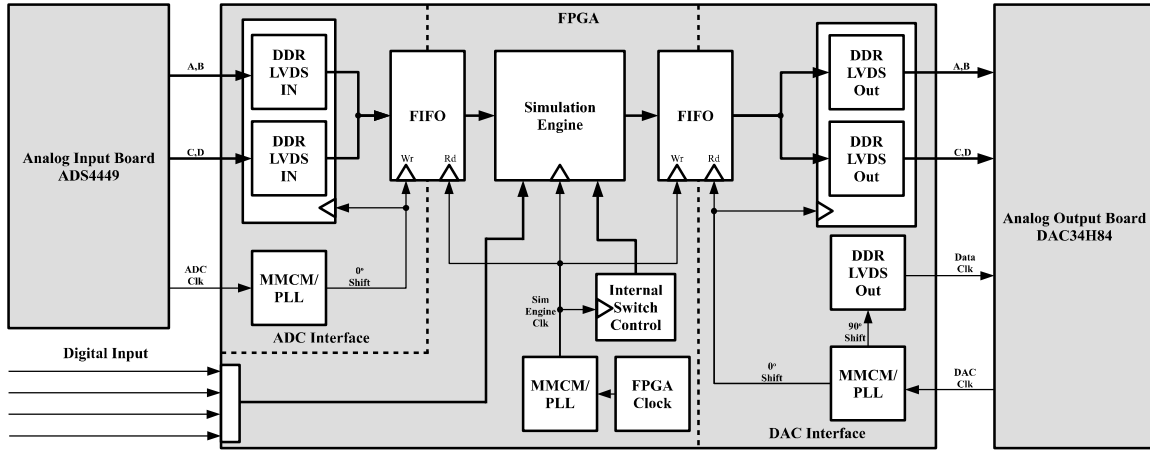 FPGA
Analog Input Board
ADS4449
A,B
C,D
ADC
Clk
DDR
LVDS
IN
DDR
LVDS
IN
MMCM/
PLL
0º
Shift
ADC Interface
FIFO
Wr
Rd
Simulation
Engine
FIFO
Wr
Rd
Sim
Engine
Clk
Internal
Switch
Control
MMCM/
PLL
FPGA
Clock
DDR
LVDS
Out
DDR
LVDS
Out
DDR
LVDS
Out
90º
Shift
0º
Shift
MMCM/
PLL
DAC Interface
A,B
C,D
Data
Clk
DAC
Clk
Analog Output Board
DAC34H84
Digital Input